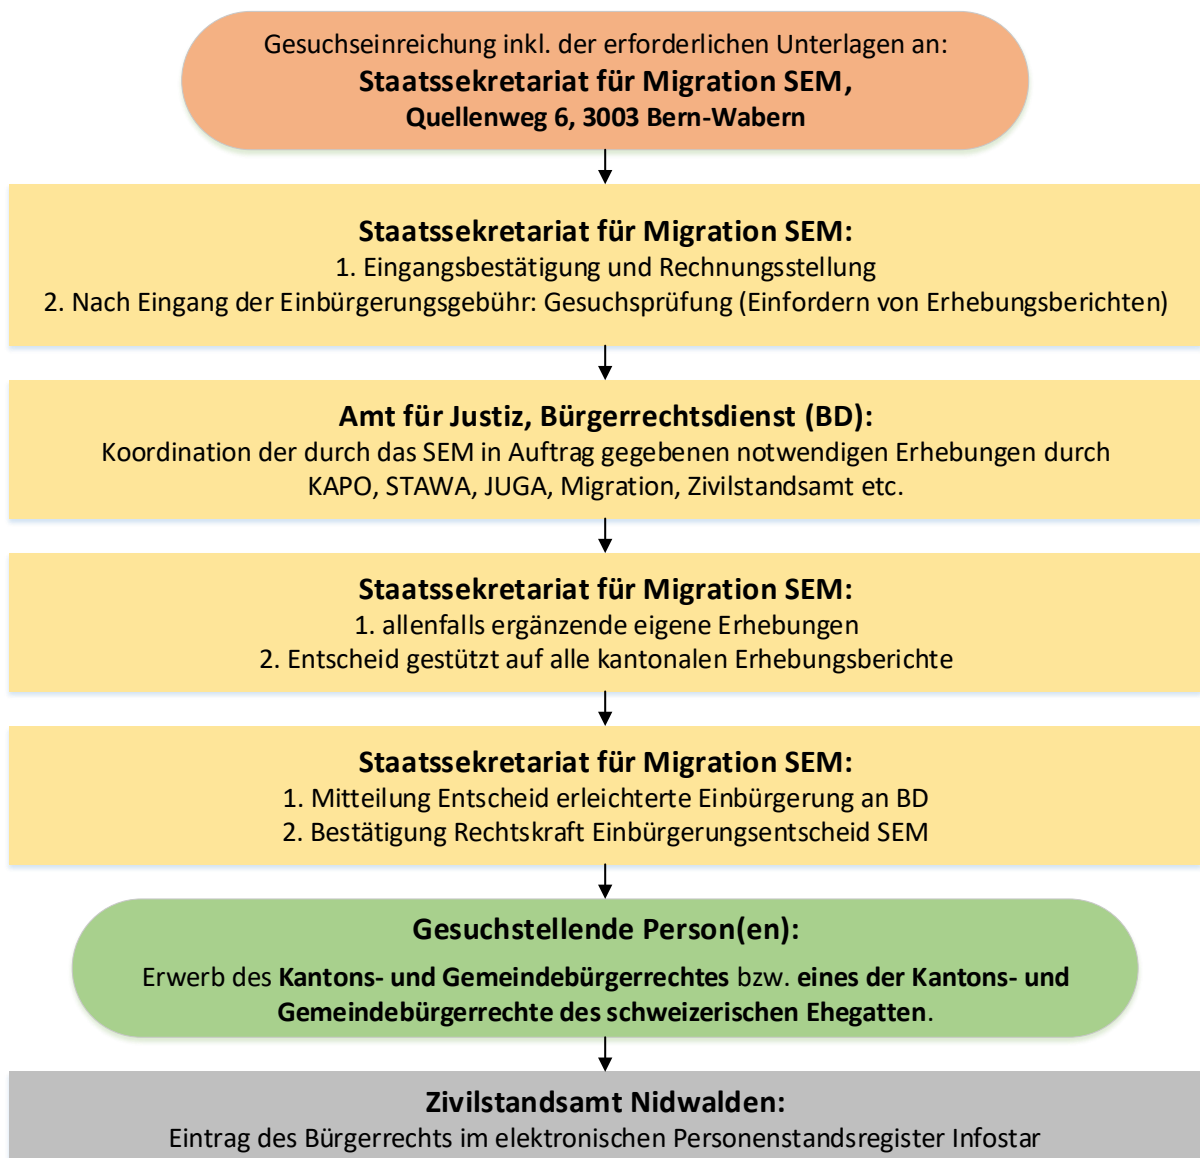 Gesuchseinreichung inkl. der erforderlichen Unterlagen an:
Staatssekretariat für Migration SEM,
Quellenweg 6, 3003 Bern-Wabern
Staatssekretariat für Migration SEM:
1. Eingangsbestätigung und Rechnungsstellung
2. Nach Eingang der Einbürgerungsgebühr: Gesuchsprüfung (Einfordern von Erhebungsberichten)
Amt für Justiz, Bürgerrechtsdienst (BD):
Koordination der durch das SEM in Auftrag gegebenen notwendigen Erhebungen durch
KAPO, STAWA, JUGA, Migration, Zivilstandsamt etc.
Staatssekretariat für Migration SEM:
1. allenfalls ergänzende eigene Erhebungen
2. Entscheid gestützt auf alle kantonalen Erhebungsberichte
Staatssekretariat für Migration SEM:
1. Mitteilung Entscheid erleichterte Einbürgerung an BD
2. Bestätigung Rechtskraft Einbürgerungsentscheid SEM
Gesuchstellende Person(en):
Erwerb des Kantons- und Gemeindebürgerrechtes bzw. eines der Kantons- und
Gemeindebürgerrechte des schweizerischen Ehegatten.
Zivilstandsamt Nidwalden:
Eintrag des Bürgerrechts im elektronischen Personenstandsregister Infostar